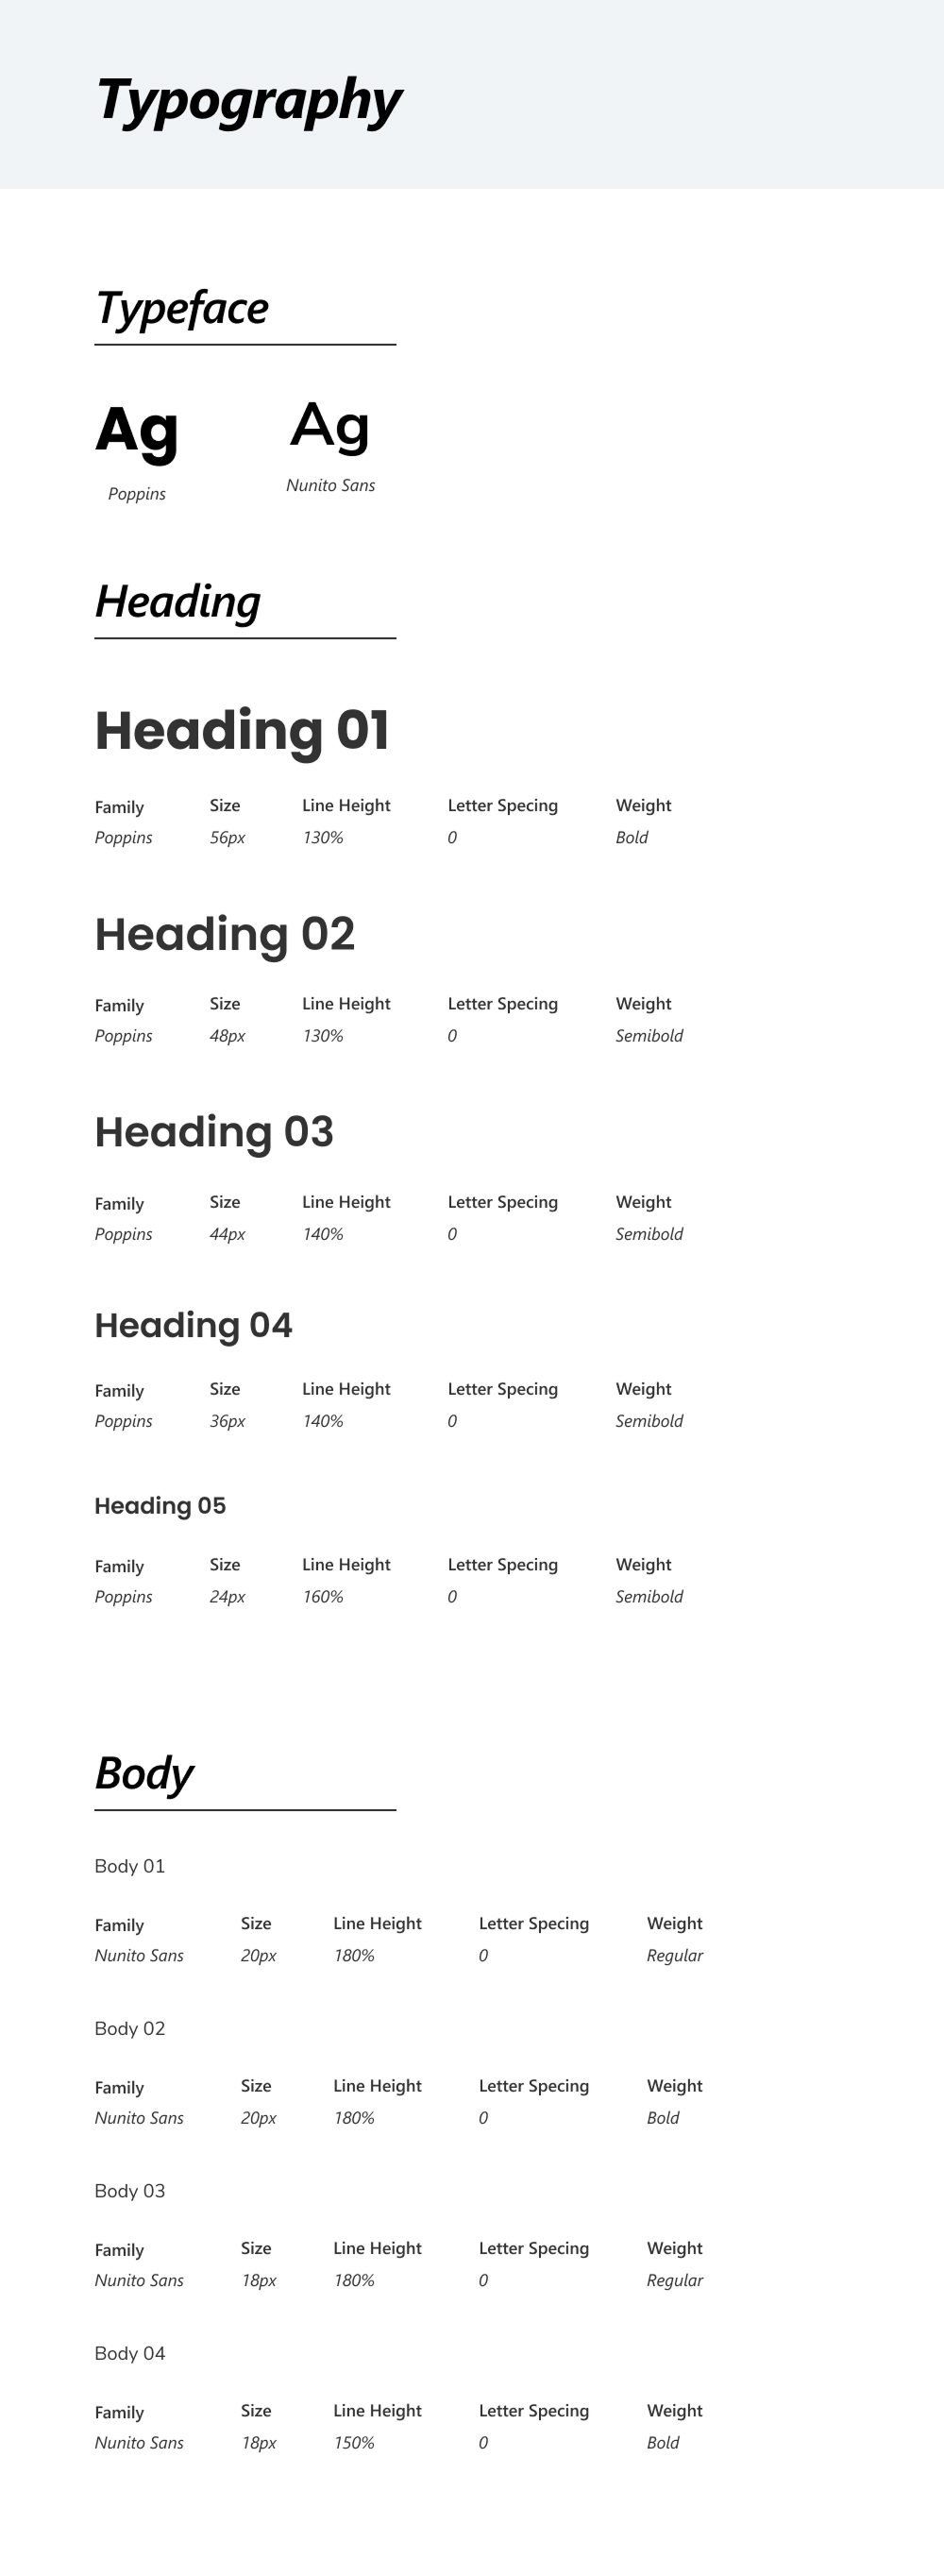 Typography
Typeface
Ag Ag
Poppins Nunito Sans
Heading
Heading 01
Family Size Line Height Letter Specing Weight
Poppins 56px 130% 0 Bold
Heading 02
Family Size Line Height Letter Specing Weight
Poppins 48px 130% 0 Semibold
Heading 03
Family Size Line Height Letter Specing Weight
Poppins 44px 140% 0 Semibold
Heading 04
Family Size Line Height Letter Specing Weight
Poppins 36px 140% 0 Semibold
Heading 05
Family Size Line Height Letter Specing Weight
Poppins 24px 160% 0 Semibold
Body
Body 01
Family Size Line Height Letter Specing Weight
Nunito Sans 20px 180% 0 Regular
Body 02
Family Size Line Height Letter Specing Weight
Nunito Sans 20px 180% 0 Bold
Body 03
Family Size Line Height Letter Specing Weight
Nunito Sans 18px 180% 0 Regular
Body 04
Family Size Line Height Letter Specing Weight
Nunito Sans 18px 150% 0 Bold